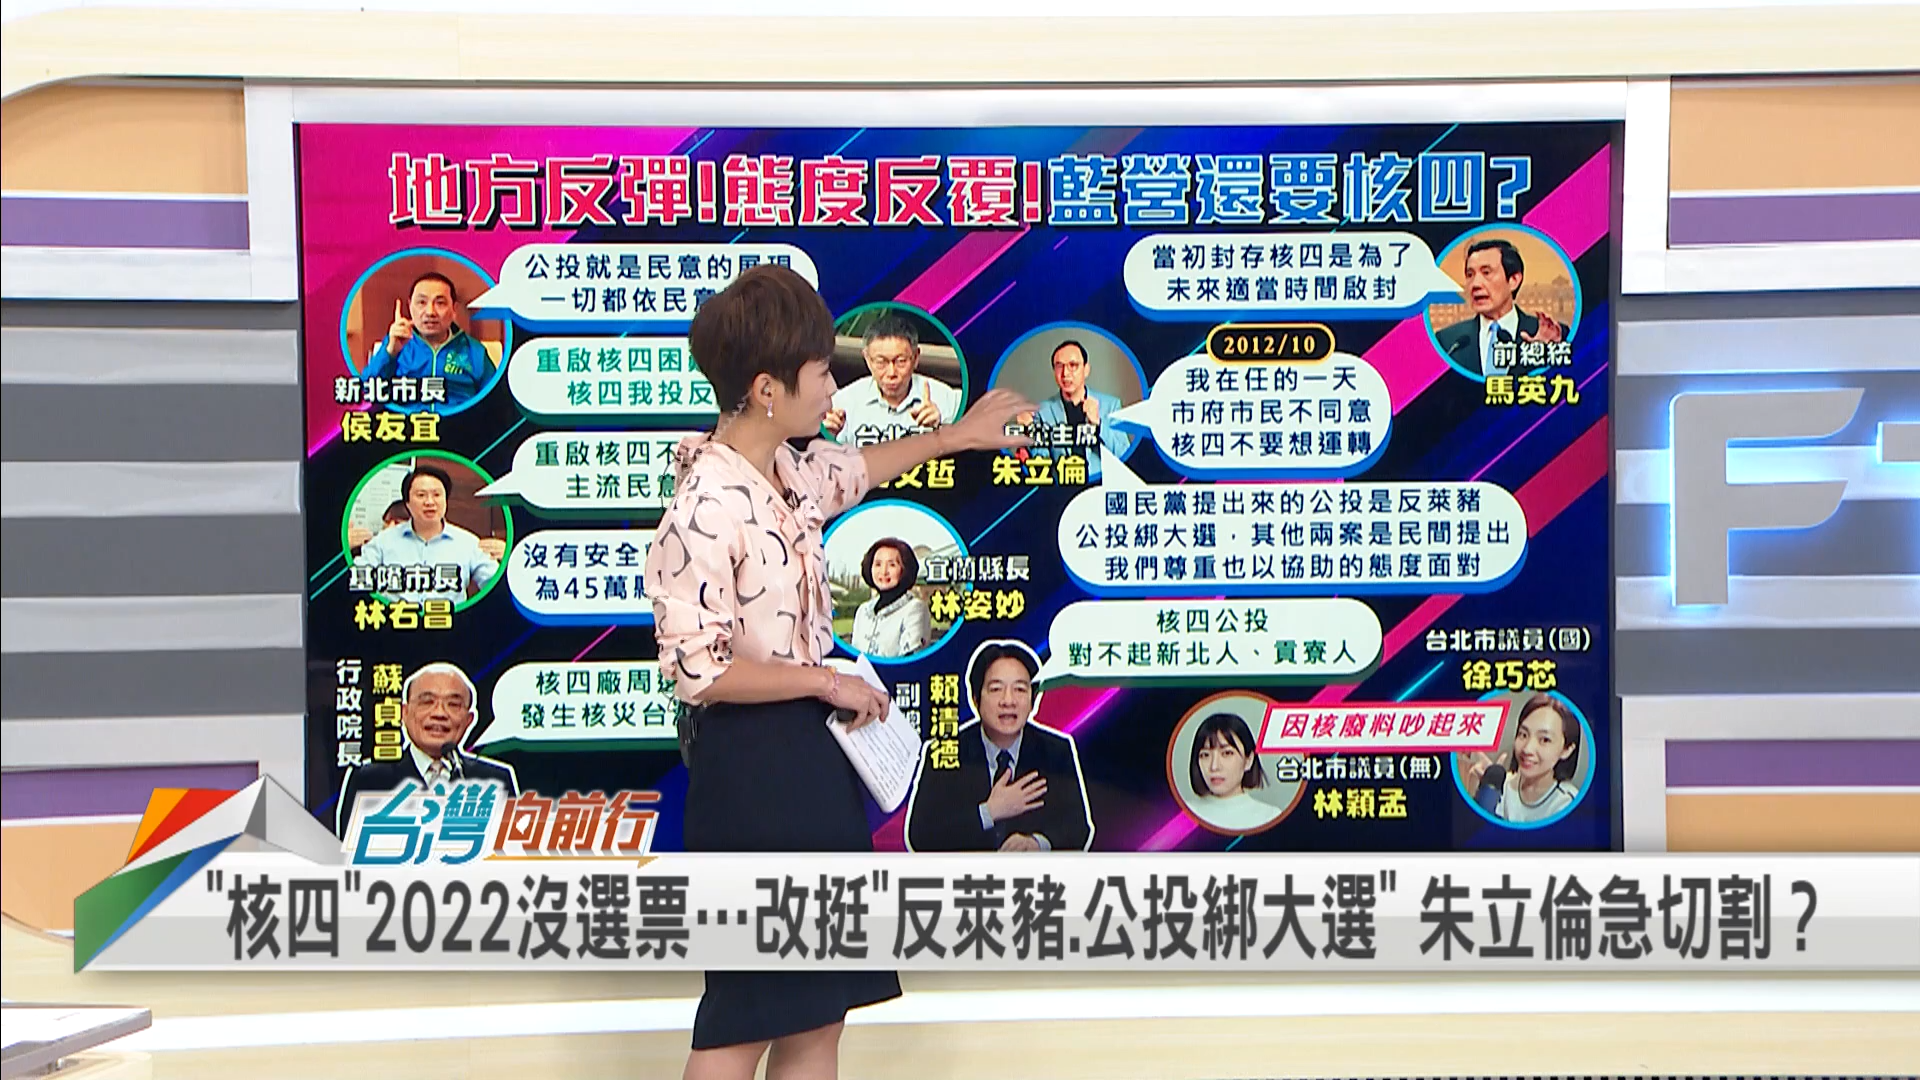 地方反彈!態度反覆!藍營還要核四?
公投就是民意的展現
一切都依民意
新北市長
侯友宜
重啟核四困難
核四我投反
台北市
文哲
重啟核四不
主流民意
基隆市長
林右昌
沒有安全
為45萬縣
宜蘭縣長
林姿妙
行政院長
蘇貞昌
核四廠周邊
發生核災台灣
當初封存核四是為了
未來適當時間啟封
前總統
馬英九
2012/10
我在任的一天
市府市民不同意
核四不要想運轉
主席
朱立倫
國民黨提出來的公投是反萊豬
公投綁大選，其他兩案是民間提出
我們尊重也以協助的態度面對
核四公投
對不起新北人、貢寮人
副總
賴清德
台北市議員(國)
徐巧芯
因核廢料吵起來
台北市議員(無)
林穎孟
FT
台灣向前行
"核四"2022沒選票…改挺"反萊豬.公投綁大選" 朱立倫急切割？